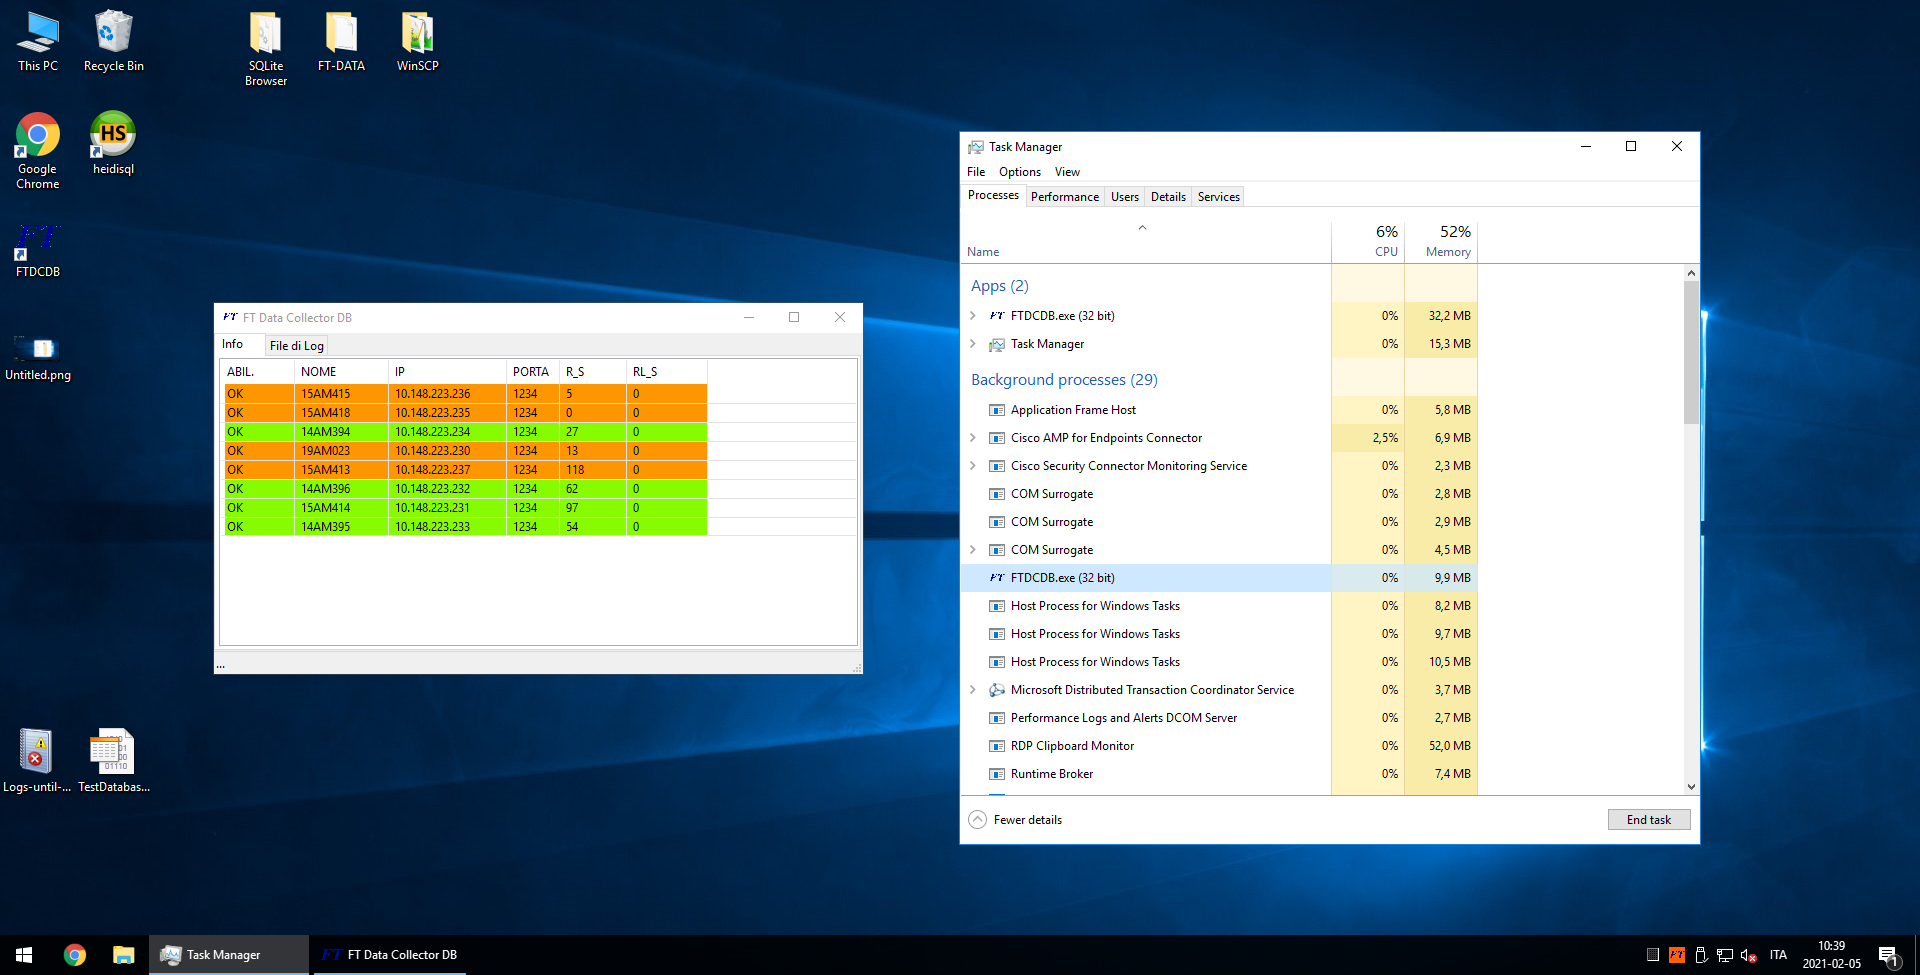 This PC
Recycle Bin
SQLite
Browser
FT-DATA
WinSCP
Google
Chrome
HS
heidisql
FT
FTDCDB
Untitled.png
Logs-until-...
TestDatabas...
FT FT Data Collector DB
Info
File di Log
ABIL. NOME IP PORTA R_S RL_S
OK 15AM415 10.148.223.236 1234 5 0
OK 15AM418 10.148.223.235 1234 0 0
OK 14AM394 10.148.223.234 1234 27 0
OK 19AM023 10.148.223.230 1234 13 0
OK 15AM413 10.148.223.237 1234 118 0
OK 14AM396 10.148.223.232 1234 62 0
OK 15AM414 10.148.223.231 1234 97 0
OK 14AM395 10.148.223.233 1234 54 0
...
Task Manager
File Options View
Processes Performance Users Details Services
6% 52%
Name CPU Memory
Apps (2)
FT FTDCDB.exe (32 bit) 0% 32,2 MB
Task Manager 0% 15,3 MB
Background processes (29)
Application Frame Host 0% 5,8 MB
Cisco AMP for Endpoints Connector 2,5% 6,9 MB
Cisco Security Connector Monitoring Service 0% 2,3 MB
COM Surrogate 0% 2,8 MB
COM Surrogate 0% 2,9 MB
COM Surrogate 0% 4,5 MB
FT FTDCDB.exe (32 bit) 0% 9,9 MB
Host Process for Windows Tasks 0% 8,2 MB
Host Process for Windows Tasks 0% 9,7 MB
Host Process for Windows Tasks 0% 10,5 MB
Microsoft Distributed Transaction Coordinator Service 0% 3,7 MB
Performance Logs and Alerts DCOM Server 0% 2,7 MB
RDP Clipboard Monitor 0% 52,0 MB
Runtime Broker 0% 7,4 MB
Fewer details
End task
Task Manager
FT FT Data Collector DB
FT
ITA
10:39
2021-02-05
1